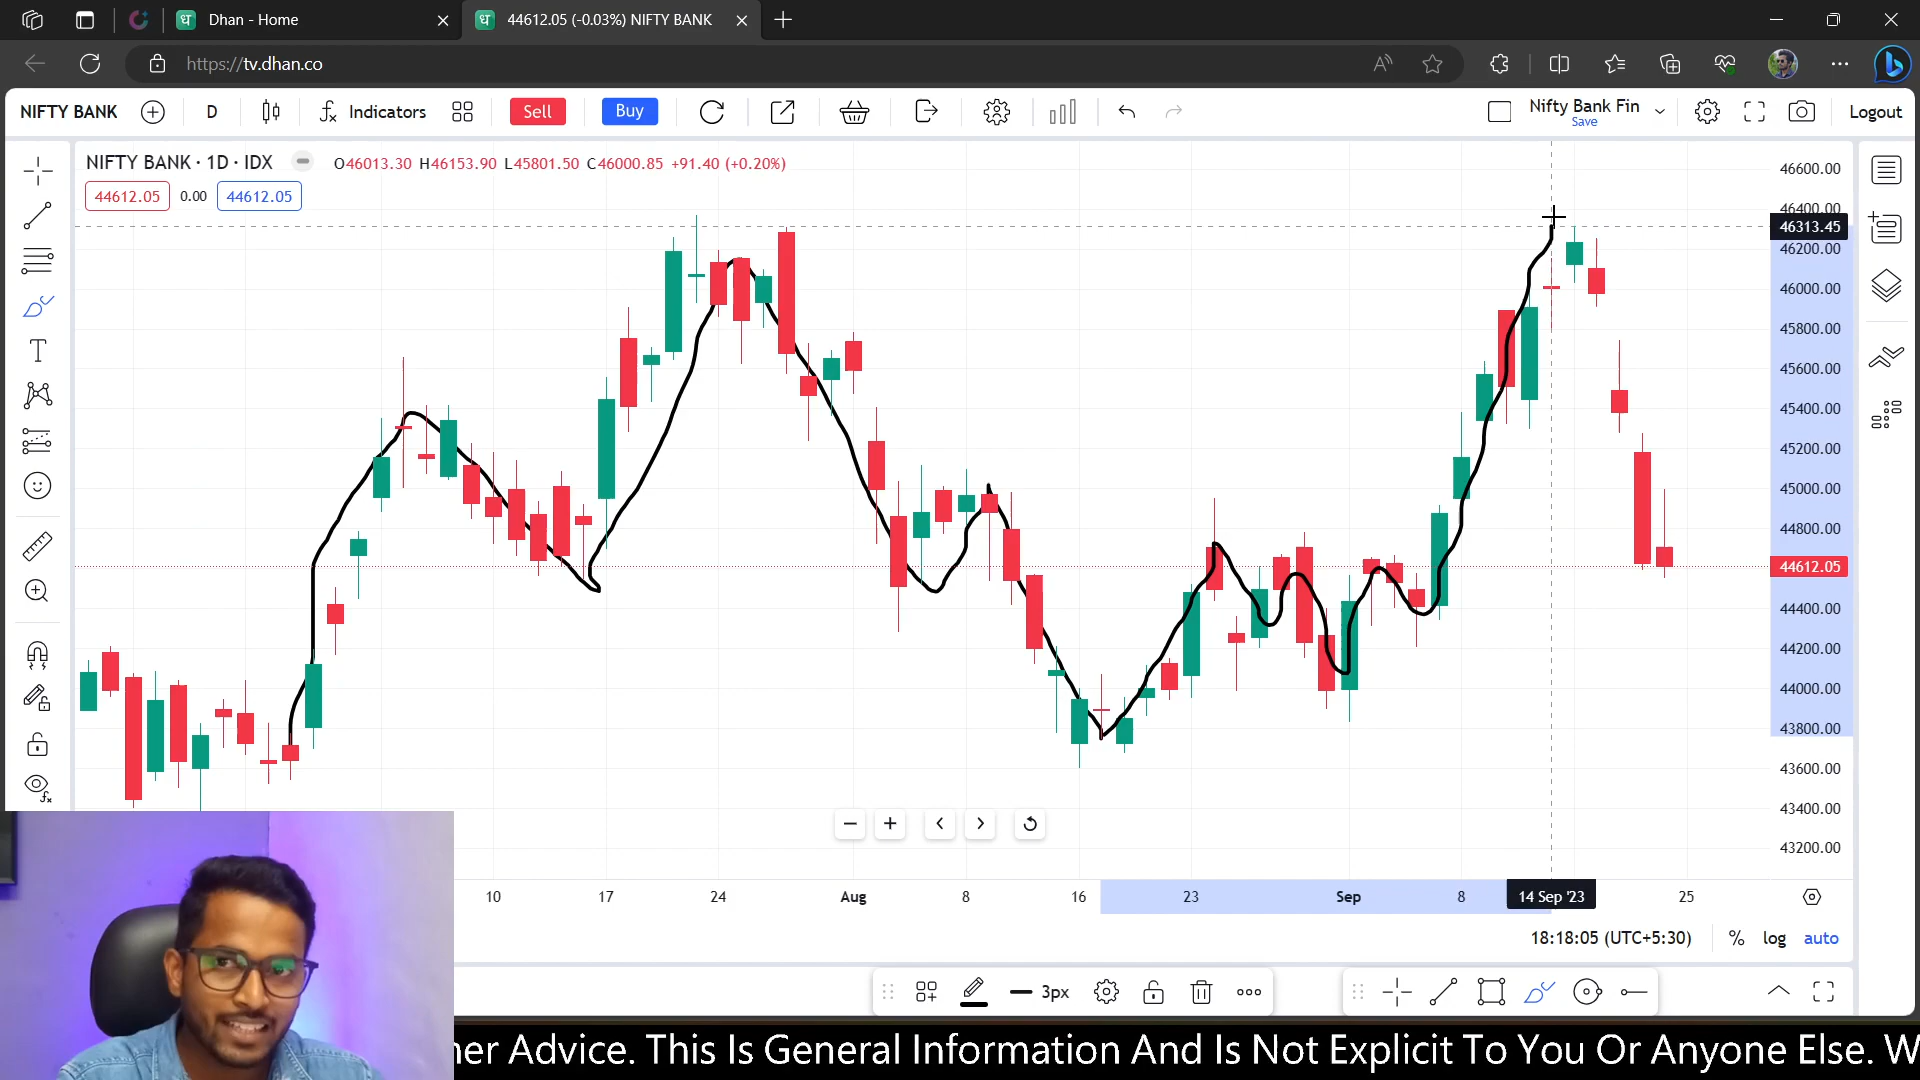 Dhan - Home
44612.05 (-0.03%) NIFTY BANK
https://tv.dhan.co
NIFTY BANK D Indicators Sell Buy Nifty Bank Fin Save Logout
NIFTY BANK · 1D · IDX O46013.30 H46153.90 L45801.50 C46000.85 +91.40 (+0.20%)
44612.05 0.00 44612.05
46600.00
46400.00
46313.45
46200.00
46000.00
45800.00
45600.00
45400.00
45200.00
45000.00
44800.00
44612.05
44400.00
44200.00
44000.00
43800.00
43600.00
43400.00
43200.00
10 17 24 Aug 8 16 23 Sep 8 14 Sep '23 25
18:18:05 (UTC+5:30) % log auto
3px
her Advice. This Is General Information And Is Not Explicit To You Or Anyone Else. W